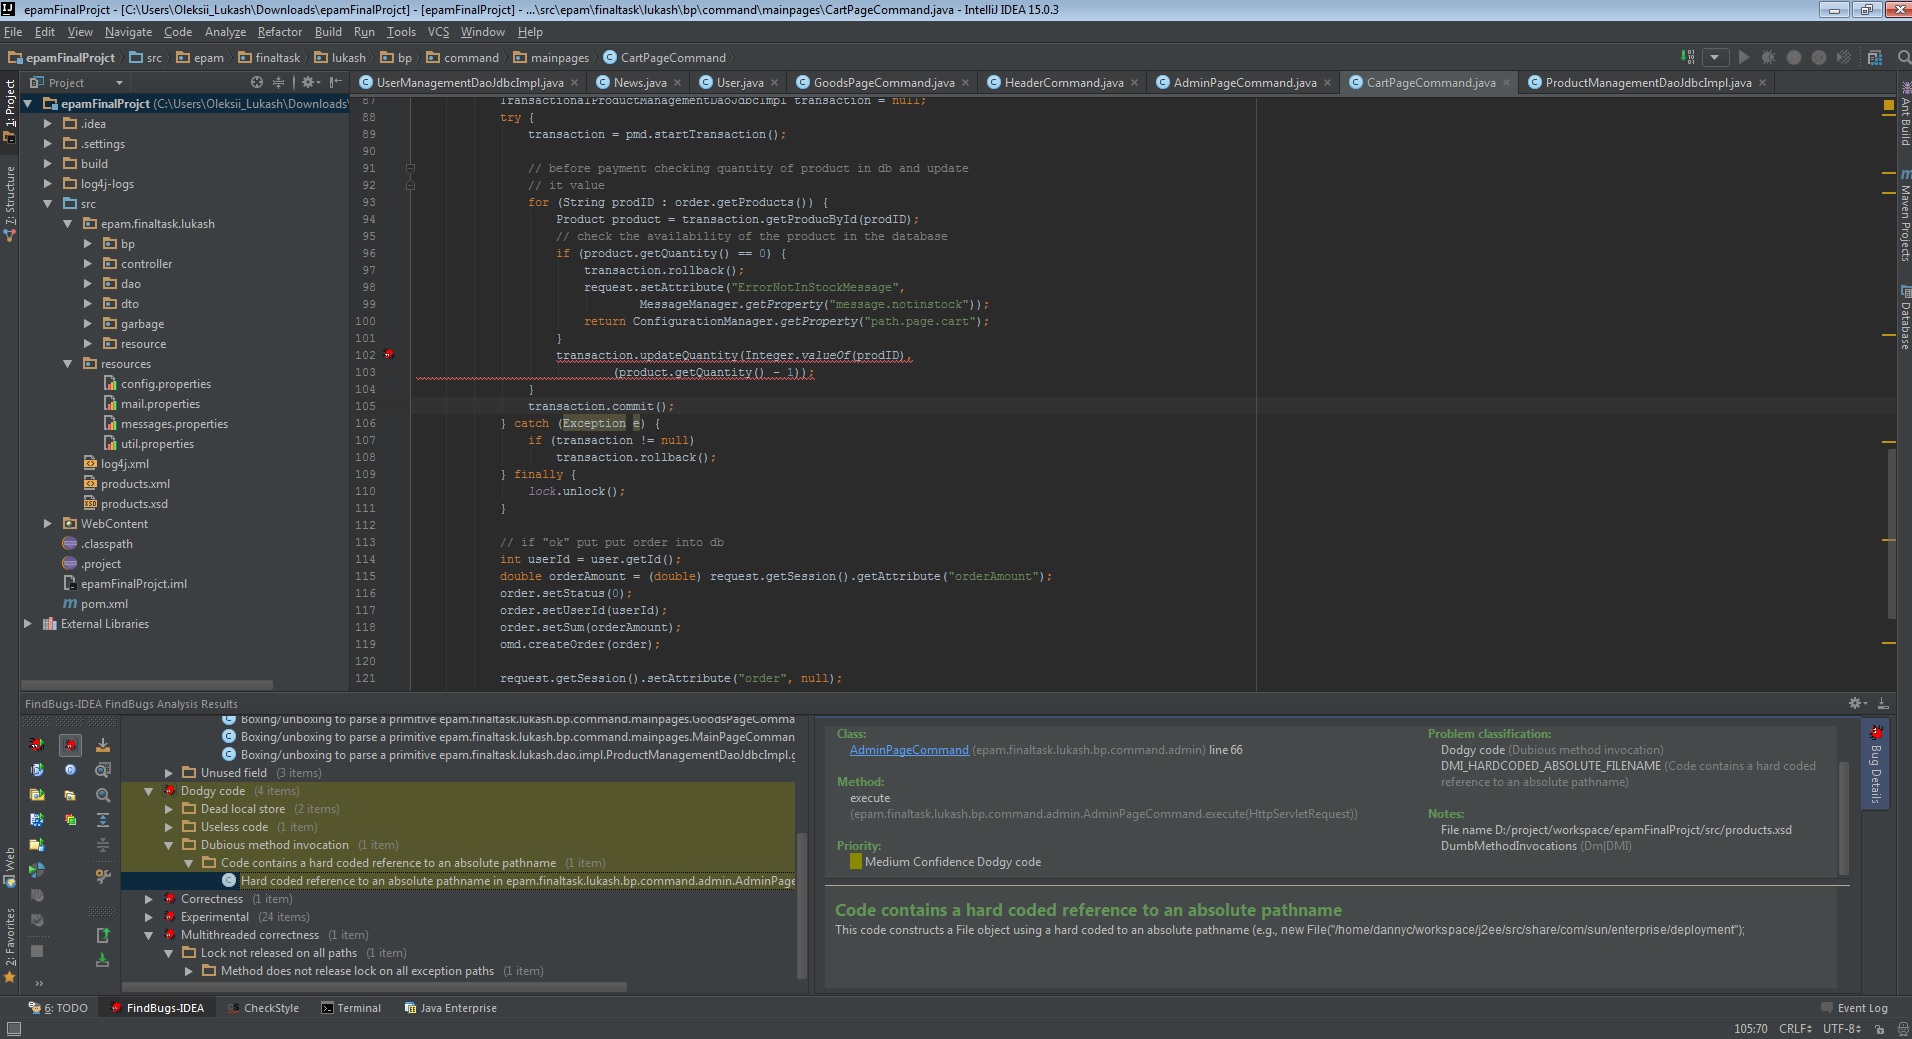 epamFinalProjct - [C:\Users\Oleksii_Lukash\Downloads\epamFinalProjct] - [epamFinalProjct] - ...\src\epam\finaltask\lukash\bp\command\mainpages\CartPageCommand.java - IntelliJ IDEA 15.0.3
File Edit View Navigate Code Analyze Refactor Build Run Tools VCS Window Help
epamFinalProjct src epam finaltask lukash bp command mainpages CartPageCommand
Project
UserManagementDaoJdbcImpl.java News.java User.java GoodsPageCommand.java HeaderCommand.java AdminPageCommand.java CartPageCommand.java ProductManagementDaoJdbcImpl.java
1: Project
7: Structure
Web
2: Favorites
epamFinalProjct (C:\Users\Oleksii_Lukash\Downloads\
.idea
.settings
build
log4j-logs
src
epam.finaltask.lukash
bp
controller
dao
dto
garbage
resource
resources
config.properties
mail.properties
messages.properties
util.properties
log4j.xml
products.xml
products.xsd
WebContent
.classpath
.project
epamFinalProjct.iml
pom.xml
External Libraries
87 TransactionalProductManagementDaoJdbcImpl transaction = null;
88 try {
89 transaction = pmd.startTransaction();
90
91 // before payment checking quantity of product in db and update
92 // it value
93 for (String prodID : order.getProducts()) {
94 Product product = transaction.getProducById(prodID);
95 // check the availability of the product in the database
96 if (product.getQuantity() == 0) {
97 transaction.rollback();
98 request.setAttribute("ErrorNotInStockMessage",
99 MessageManager.getProperty("message.notinstock"));
100 return ConfigurationManager.getProperty("path.page.cart");
101 }
102 transaction.updateQuantity(Integer.valueOf(prodID),
103 (product.getQuantity() - 1));
104 }
105 transaction.commit();
106 } catch (Exception e) {
107 if (transaction != null)
108 transaction.rollback();
109 } finally {
110 lock.unlock();
111 }
112
113 // if "ok" put put order into db
114 int userId = user.getId();
115 double orderAmount = (double) request.getSession().getAttribute("orderAmount");
116 order.setStatus(0);
117 order.setUserId(userId);
118 order.setSum(orderAmount);
119 omd.createOrder(order);
120
121 request.getSession().setAttribute("order", null);
Ant Build
Maven Projects
Database
FindBugs-IDEA FindBugs Analysis Results
Boxing/unboxing to parse a primitive epam.finaltask.lukash.bp.command.mainpages.GoodsPageComma
Boxing/unboxing to parse a primitive epam.finaltask.lukash.bp.command.mainpages.MainPageComman
Boxing/unboxing to parse a primitive epam.finaltask.lukash.dao.impl.ProductManagementDaoJdbcImpl.g
Unused field (3 items)
Dodgy code (4 items)
Dead local store (2 items)
Useless code (1 item)
Dubious method invocation (1 item)
Code contains a hard coded reference to an absolute pathname (1 item)
Hard coded reference to an absolute pathname in epam.finaltask.lukash.bp.command.admin.AdminPage
Correctness (1 item)
Experimental (24 items)
Multithreaded correctness (1 item)
Lock not released on all paths (1 item)
Method does not release lock on all exception paths (1 item)
Class:
AdminPageCommand (epam.finaltask.lukash.bp.command.admin) line 66
Method:
execute
(epam.finaltask.lukash.bp.command.admin.AdminPageCommand.execute(HttpServletRequest))
Priority:
Medium Confidence Dodgy code
Problem classification:
Dodgy code (Dubious method invocation)
DMI_HARDCODED_ABSOLUTE_FILENAME (Code contains a hard coded
reference to an absolute pathname)
Notes:
File name D:/project/workspace/epamFinalProjct/src/products.xsd
DumbMethodInvocations (Dm|DMI)
Bug Details
Code contains a hard coded reference to an absolute pathname
This code constructs a File object using a hard coded to an absolute pathname (e.g., new File("/home/dannyc/workspace/j2ee/src/share/com/sun/enterprise/deployment");
6: TODO FindBugs-IDEA CheckStyle Terminal Java Enterprise Event Log
105:70 CRLF UTF-8